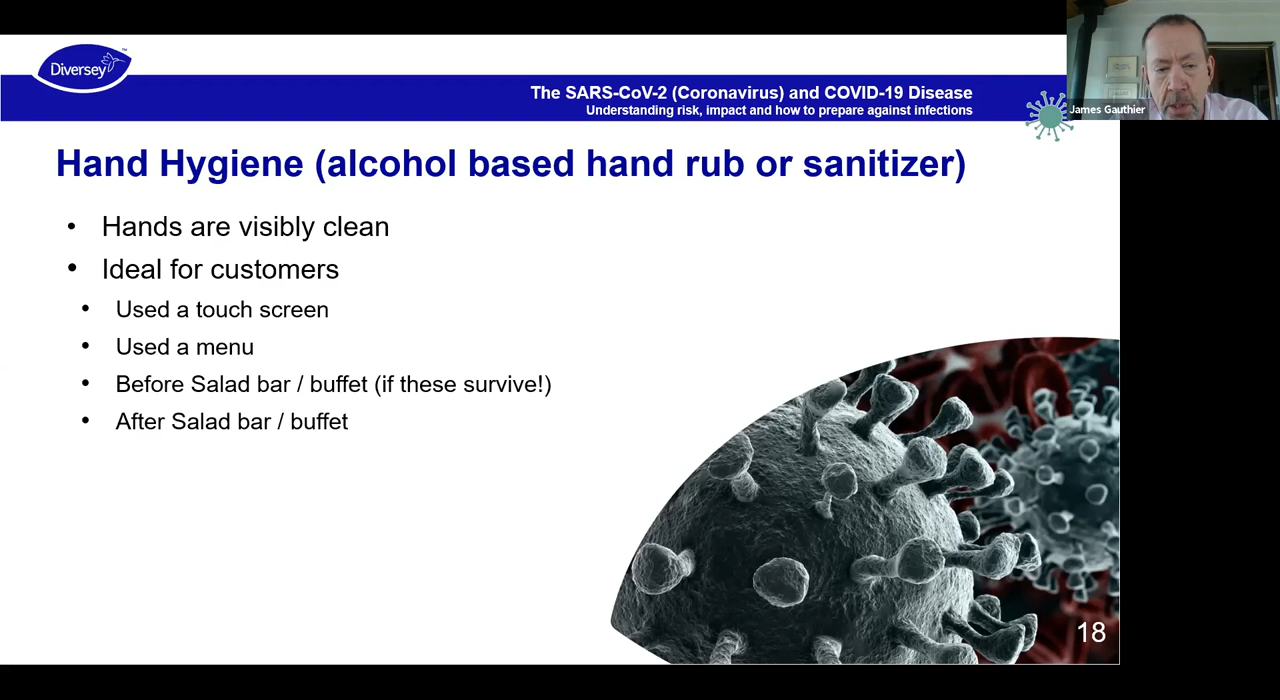 Diversey™
The SARS-CoV-2 (Coronavirus) and COVID-19 Disease
Understanding risk, impact and how to prepare against infections
James Gauthier
Hand Hygiene (alcohol based hand rub or sanitizer)
• Hands are visibly clean
• Ideal for customers
• Used a touch screen
• Used a menu
• Before Salad bar / buffet (if these survive!)
• After Salad bar / buffet
18